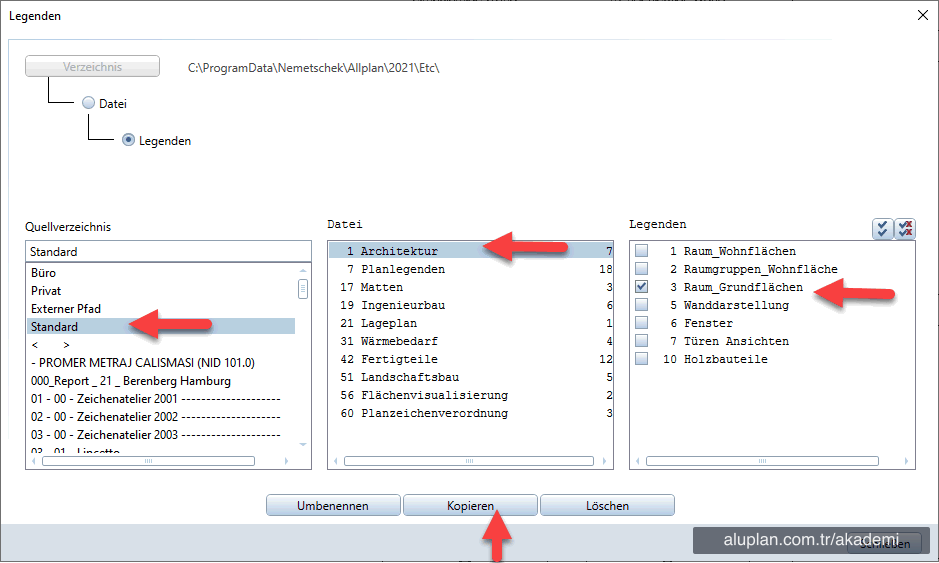 Legenden
Verzeichnis
C:\ProgramData\Nemetschek\Allplan\2021\Etc\
Datei
Legenden
Quellverzeichnis
Standard
Büro
Privat
Externer Pfad
Standard
< >
- PROMER METRAJ CALISMASI (NID 101.0)
000_Report _ 21 _ Berenberg Hamburg
01 - 00 - Zeichenatelier 2001 --------------------
02 - 00 - Zeichenatelier 2002 --------------------
03 - 00 - Zeichenatelier 2003 --------------------
Datei
1 Architektur 7
7 Planlegenden 18
17 Matten 3
19 Ingenieurbau 6
21 Lageplan 1
31 Wärmebedarf 4
42 Fertigteile 12
51 Landschaftsbau 5
56 Flächenvisualisierung 2
60 Planzeichenverordnung 3
Legenden
1 Raum_Wohnflächen
2 Raumgruppen_Wohnfläche
3 Raum_Grundflächen
5 Wanddarstellung
6 Fenster
7 Türen Ansichten
10 Holzbauteile
Umbenennen
Kopieren
Löschen
aluplan.com.tr/akademi
Schließen